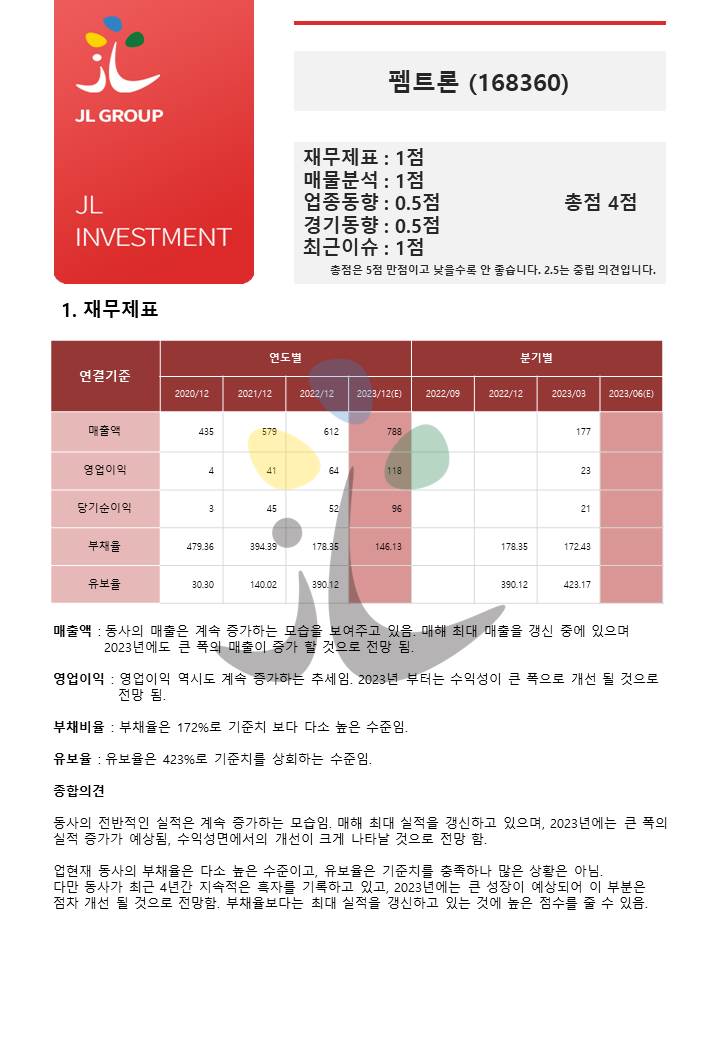 JL GROUP
JL
INVESTMENT
펨트론 (168360)
재무제표 : 1점
매물분석 : 1점
업종동향 : 0.5점
총점 4점
경기동향 : 0.5점
최근이슈 : 1점
총점은 5점 만점이고 낮을수록 안 좋습니다. 2.5는 중립 의견입니다.
1. 재무제표
연결기준 연도별 분기별
2020/12 2021/12 2022/12 2023/12(E) 2022/09 2022/12 2023/03 2023/06(E)
매출액 435 579 612 788 177
영업이익 4 41 64 118 23
당기순이익 3 45 52 96 21
부채율 479.36 394.39 178.35 146.13 178.35 172.43
유보율 30.30 140.02 390.12 390.12 423.17
매출액 : 동사의 매출은 계속 증가하는 모습을 보여주고 있음. 매해 최대 매출을 갱신 중에 있으며
2023년에도 큰 폭의 매출이 증가 할 것으로 전망 됨.
영업이익 : 영업이익 역시도 계속 증가하는 추세임. 2023년 부터는 수익성이 큰 폭으로 개선 될 것으로
전망 됨.
부채비율 : 부채율은 172%로 기준치 보다 다소 높은 수준임.
유보율 : 유보율은 423%로 기준치를 상회하는 수준임.
종합의견
동사의 전반적인 실적은 계속 증가하는 모습임. 매해 최대 실적을 갱신하고 있으며, 2023년에는 큰 폭의
실적 증가가 예상됨, 수익성면에서의 개선이 크게 나타날 것으로 전망 함.
업현재 동사의 부채율은 다소 높은 수준이고, 유보율은 기준치를 충족하나 많은 상황은 아님.
다만 동사가 최근 4년간 지속적은 흑자를 기록하고 있고, 2023년에는 큰 성장이 예상되어 이 부분은
점차 개선 될 것으로 전망함. 부채율보다는 최대 실적을 갱신하고 있는 것에 높은 점수를 줄 수 있음.